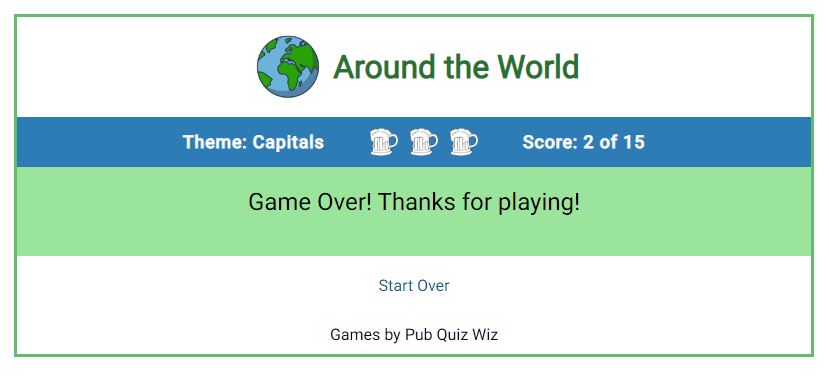 Around the World
Theme: Capitals Score: 2 of 15
Game Over! Thanks for playing!
Start Over
Games by Pub Quiz Wiz